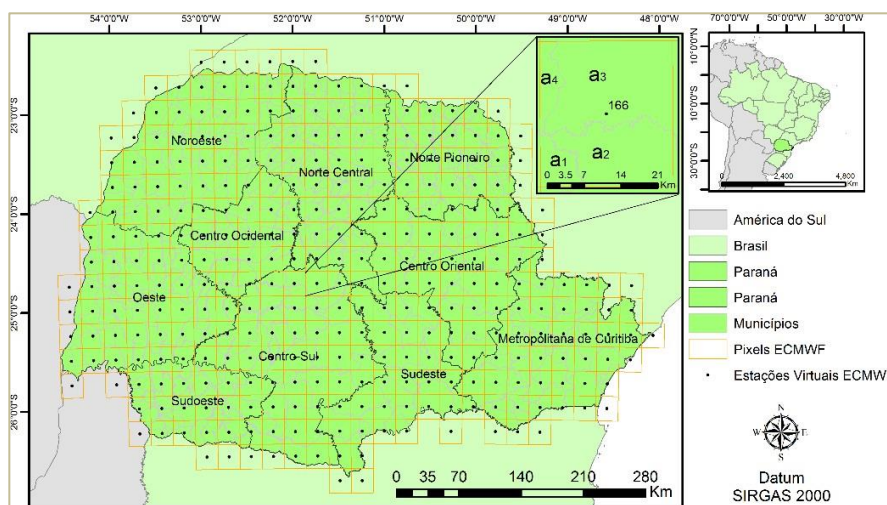 54°0'0"W 53°0'0"W 52°0'0"W 51°0'0"W 50°0'0"W 49°0'0"W 48°0'0"W
70°0'0"W 50°0'0"W 30°0'0"W
23°0'0"S
24°0'0"S
25°0'0"S
26°0'0"S
Noroeste
Norte Central
Norte Pioneiro
Centro Ocidental
Centro Oriental
Oeste
Metropolitana de Curitiba
Centro Sul
Sudeste
Sudoeste
a4 a3
166
a1 a2
0 3.5 7 14 21
Km
0 35 70 140 210 280
Km
10°0'0"N
10°0'0"S
30°0'0"S
0 2,400 4,800
Km
América do Sul
Brasil
Paraná
Paraná
Municípios
Pixels ECMWF
Estações Virtuais ECMW
N
W
S
Datum
SIRGAS 2000